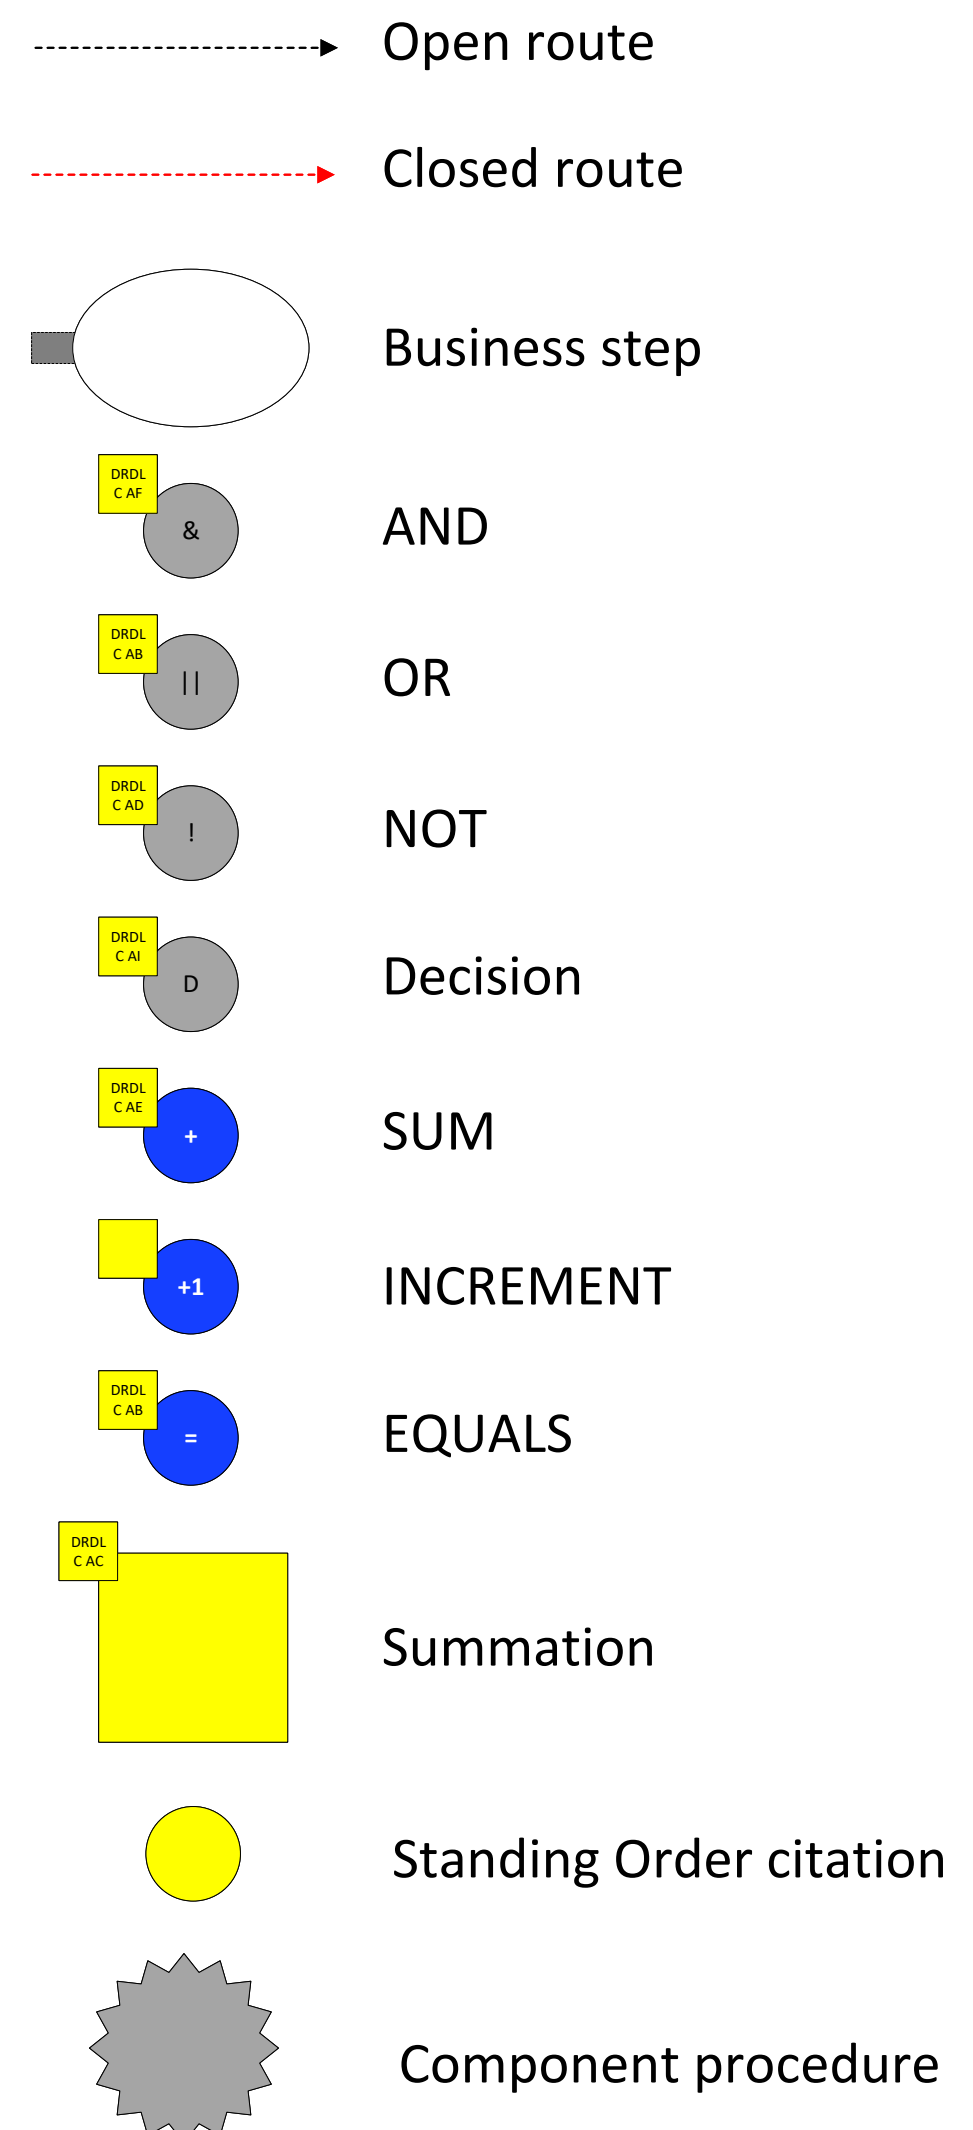 Open route
Closed route
Business step
DRDL
C AF
&
AND
DRDL
C AB
||
OR
DRDL
C AD
!
NOT
DRDL
C AI
D
Decision
DRDL
C AE
+
SUM
+1
INCREMENT
DRDL
C AB
=
EQUALS
DRDL
C AC
Summation
Standing Order citation
Component procedure